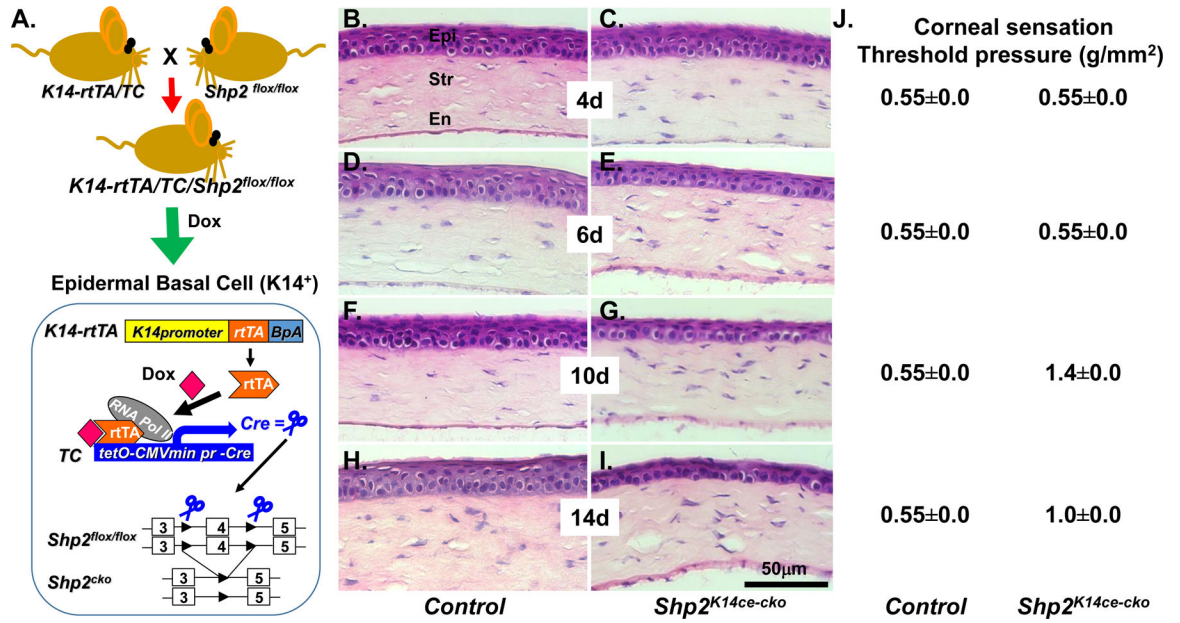 A.
K14-rtTA/TC
X
Shp2 flox/flox
K14-rtTA/TC/Shp2flox/flox
Dox
Epidermal Basal Cell (K14+)
K14-rtTA
K14promoter
rtTA
BpA
Dox
rtTA
RNA Pol II
rtTA
Cre =
TC
tetO-CMVmin pr -Cre
3
4
5
Shp2flox/flox
3
4
5
Shp2cko
3
5
3
5
B.
Epi
Str
En
C.
4d
D.
E.
6d
F.
G.
10d
H.
I.
14d
50μm
Control
Shp2K14ce-cko
J.
Corneal sensation
Threshold pressure (g/mm2)
0.55±0.0 0.55±0.0
0.55±0.0 0.55±0.0
0.55±0.0 1.4±0.0
0.55±0.0 1.0±0.0
Control Shp2K14ce-cko